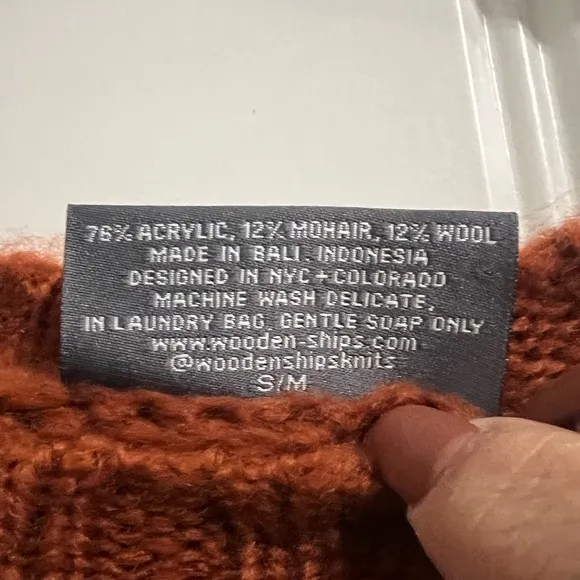 76% ACRYLIC, 12% MOHAIR, 12% WOOL
MADE IN BALI, INDONESIA
DESIGNED IN NYC + COLORADO
MACHINE WASH DELICATE,
IN LAUNDRY BAG, GENTLE SOAP ONLY
www.wooden-ships.com
@woodenshipsknits
S/M